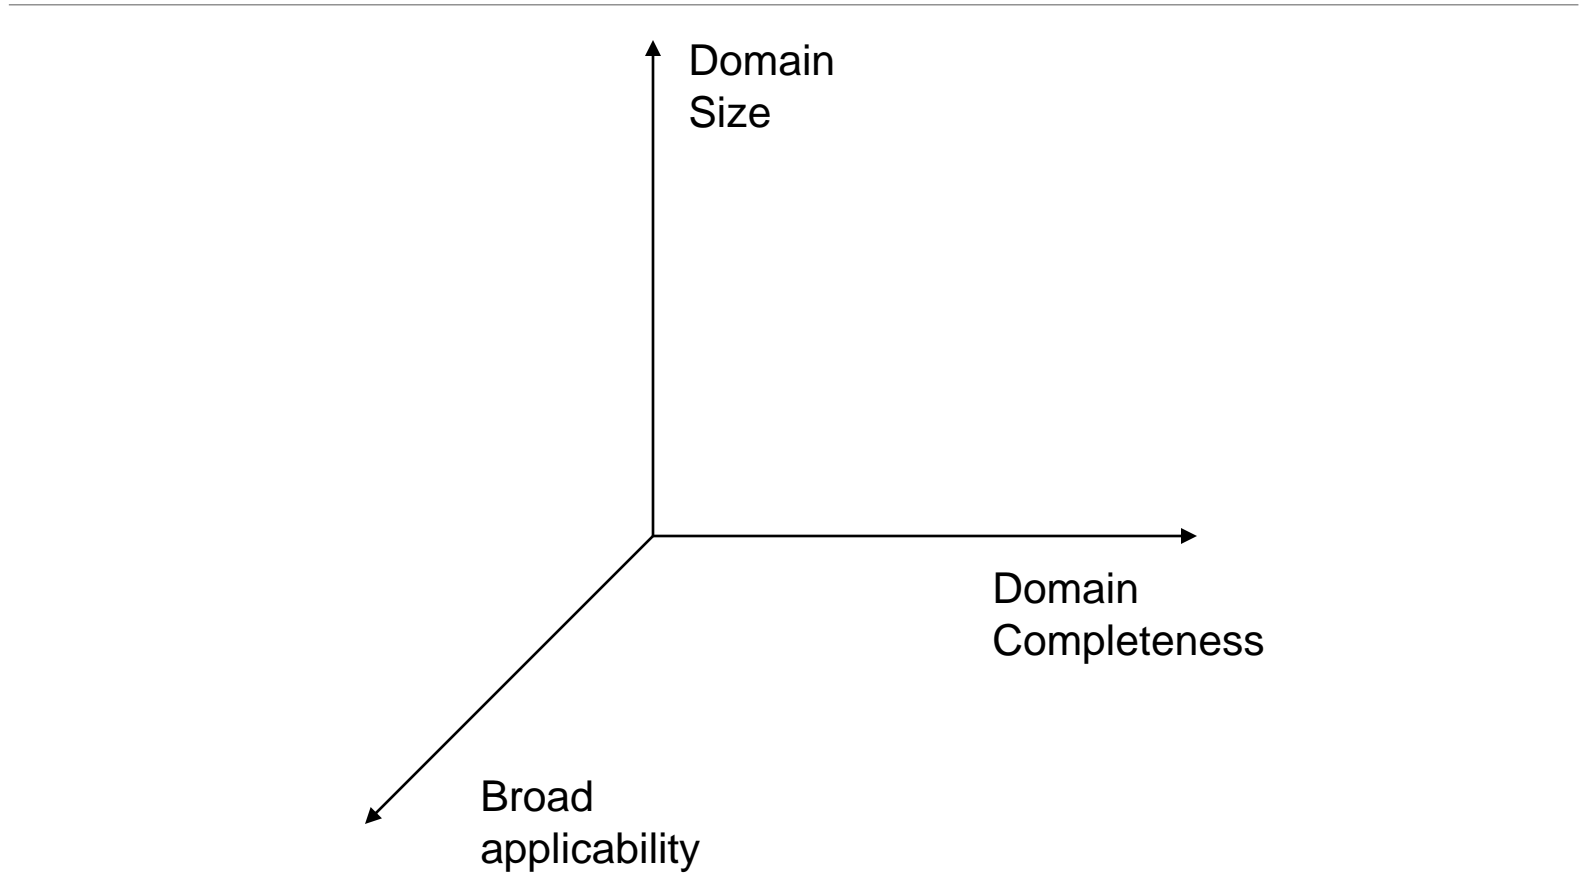 Domain
Size
Domain
Completeness
Broad
applicability